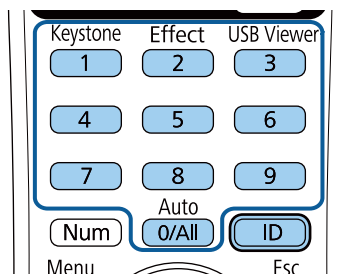 Keystone Effect USB Viewer
1 2 3
4 5 6
7 8 9
Auto
Num 0/All ID
Menu Esc